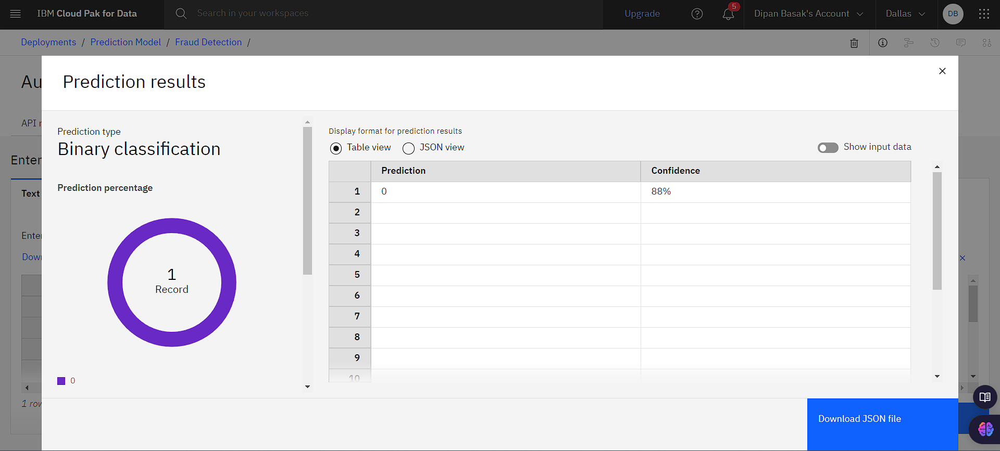 IBM Cloud Pak for Data
Search in your workspaces
Upgrade
5
Dipan Basak's Account
Dallas
DB
Deployments / Prediction Model / Fraud Detection /
Au
Prediction results
API r
Prediction type
Binary classification
Prediction percentage
1
Record
0
Display format for prediction results
Table view
JSON view
Show input data
Prediction Confidence
1 0 88%
2
3
4
5
6
7
8
9
10
Enter
Text
Enter
Down
1 row
Download JSON file